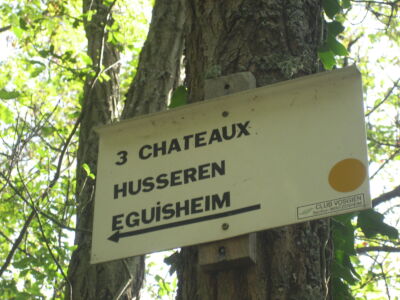 3 CHATEAUX
HUSSEREN
EGUISHEIM
CLUB VOSGIEN